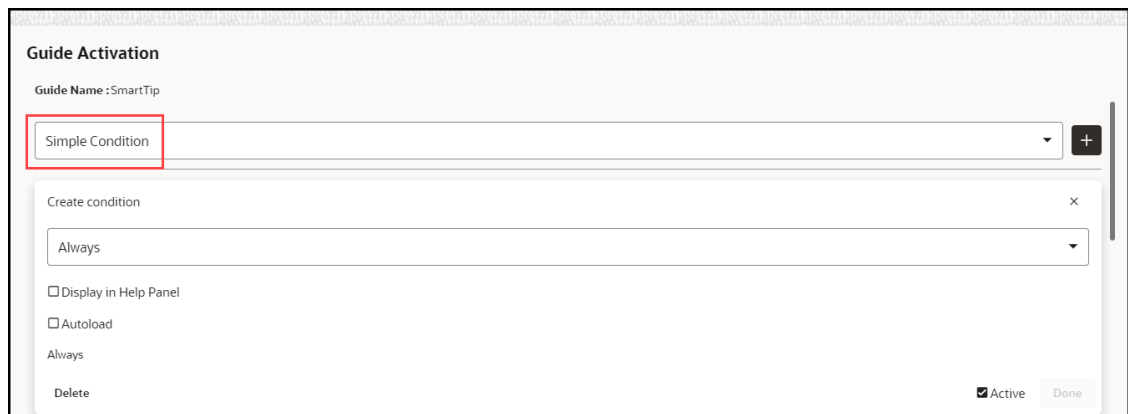 Guide Activation
Guide Name : SmartTip
Simple Condition
+
Create condition
×
Always
Display in Help Panel
Autoload
Always
Delete
Active
Done